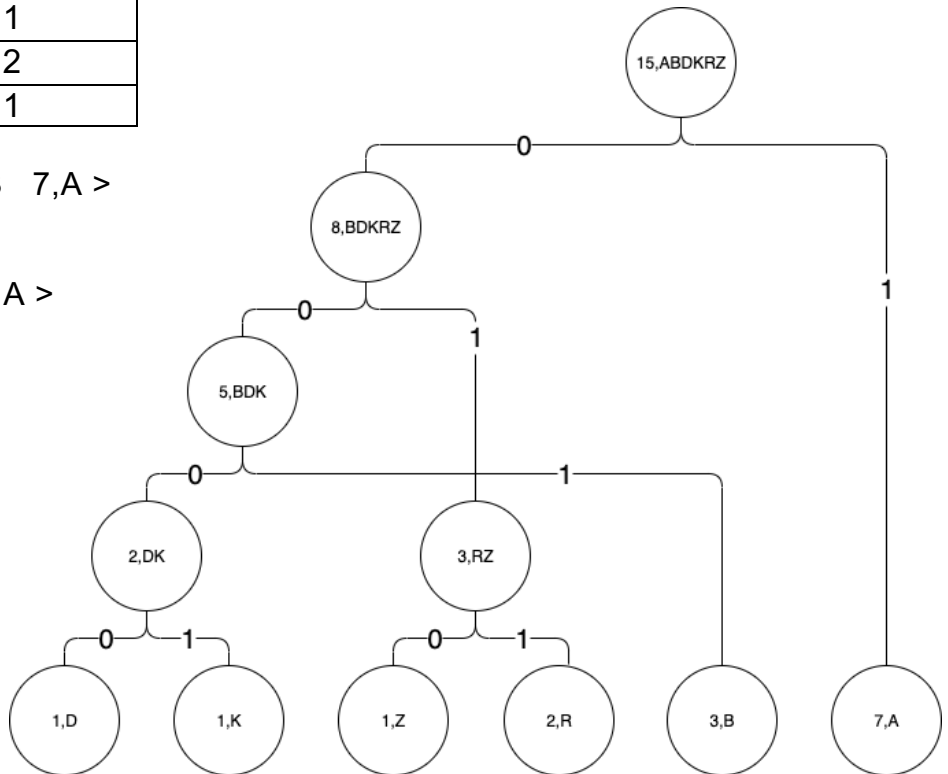 1
2
1
7,A >
A >
15,ABDKRZ
0
8,BDKRZ
1
0
1
5,BDK
0
1
2,DK
3,RZ
0 1 0 1
1,D 1,K 1,Z 2,R 3,B 7,A